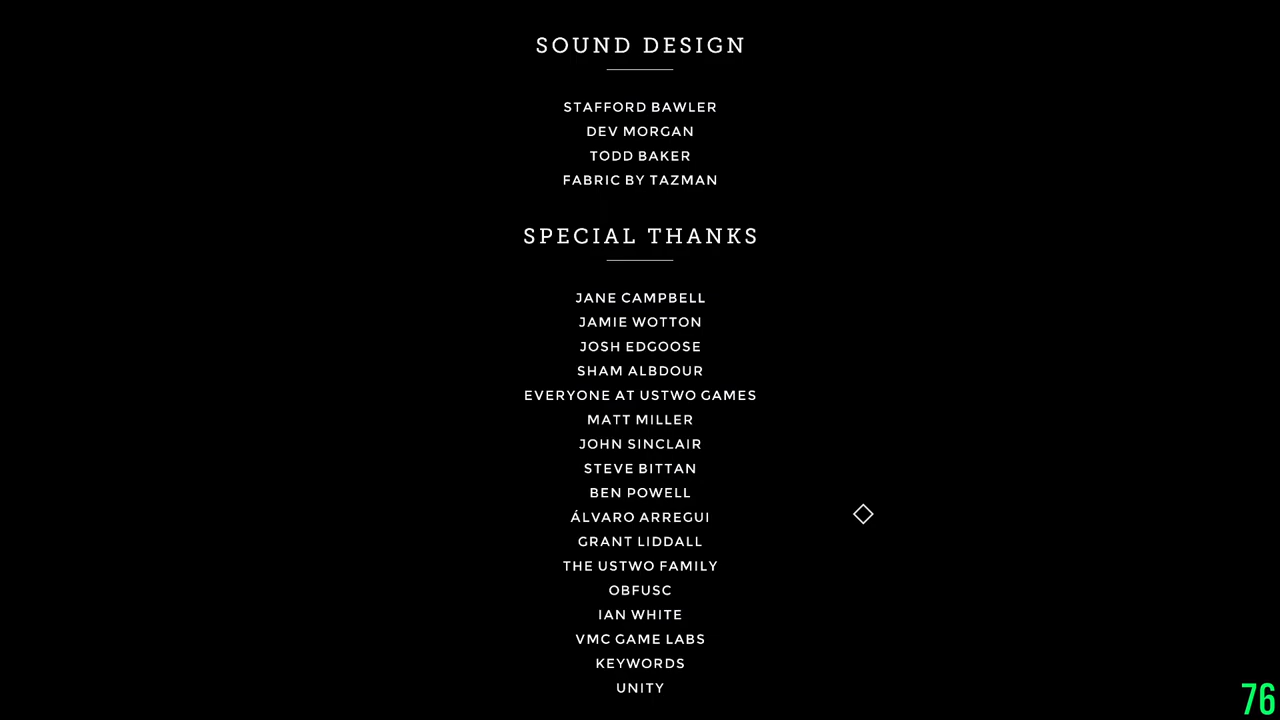 SOUND DESIGN
STAFFORD BAWLER
DEV MORGAN
TODD BAKER
FABRIC BY TAZMAN
SPECIAL THANKS
JANE CAMPBELL
JAMIE WOTTON
JOSH EDGOOSE
SHAM ALBDOUR
EVERYONE AT USTWO GAMES
MATT MILLER
JOHN SINCLAIR
STEVE BITTAN
BEN POWELL
ÁLVARO ARREGUI
GRANT LIDDALL
THE USTWO FAMILY
OBFUSC
IAN WHITE
VMC GAME LABS
KEYWORDS
UNITY
76